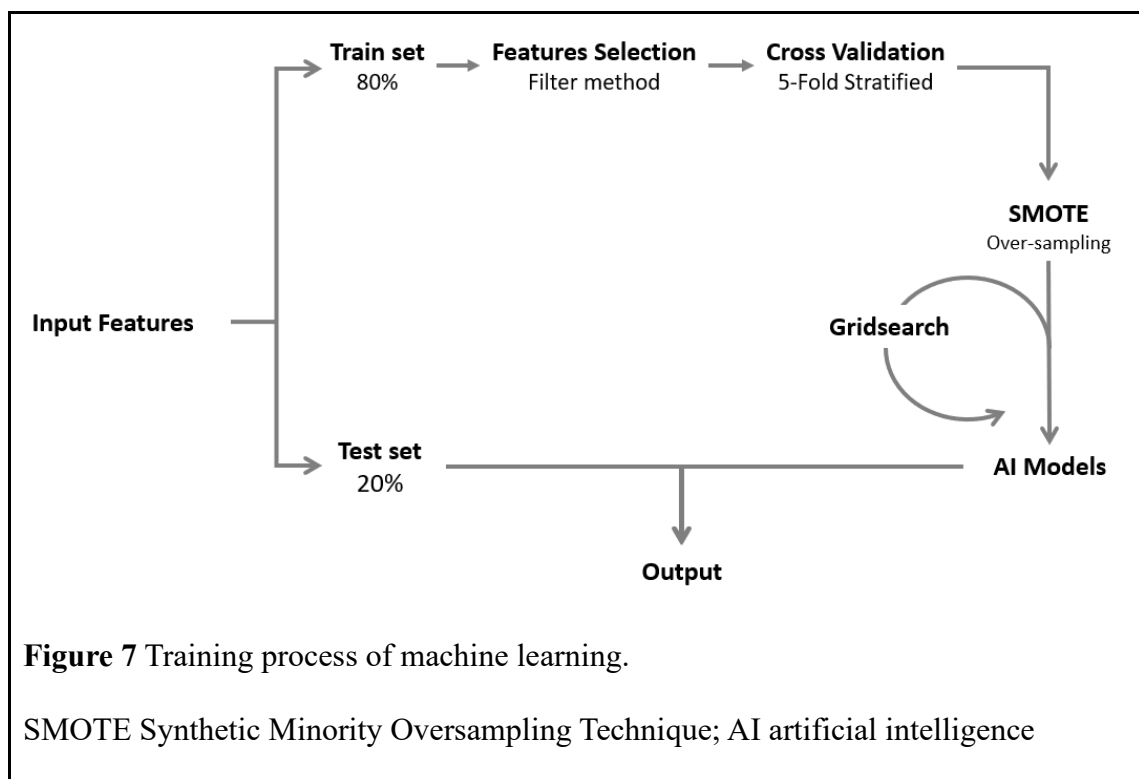 Train set
80%
Features Selection
Filter method
Cross Validation
5-Fold Stratified
SMOTE
Over-sampling
Input Features
Gridsearch
Test set
20%
AI Models
Output
Figure 7 Training process of machine learning.
SMOTE Synthetic Minority Oversampling Technique; AI artificial intelligence